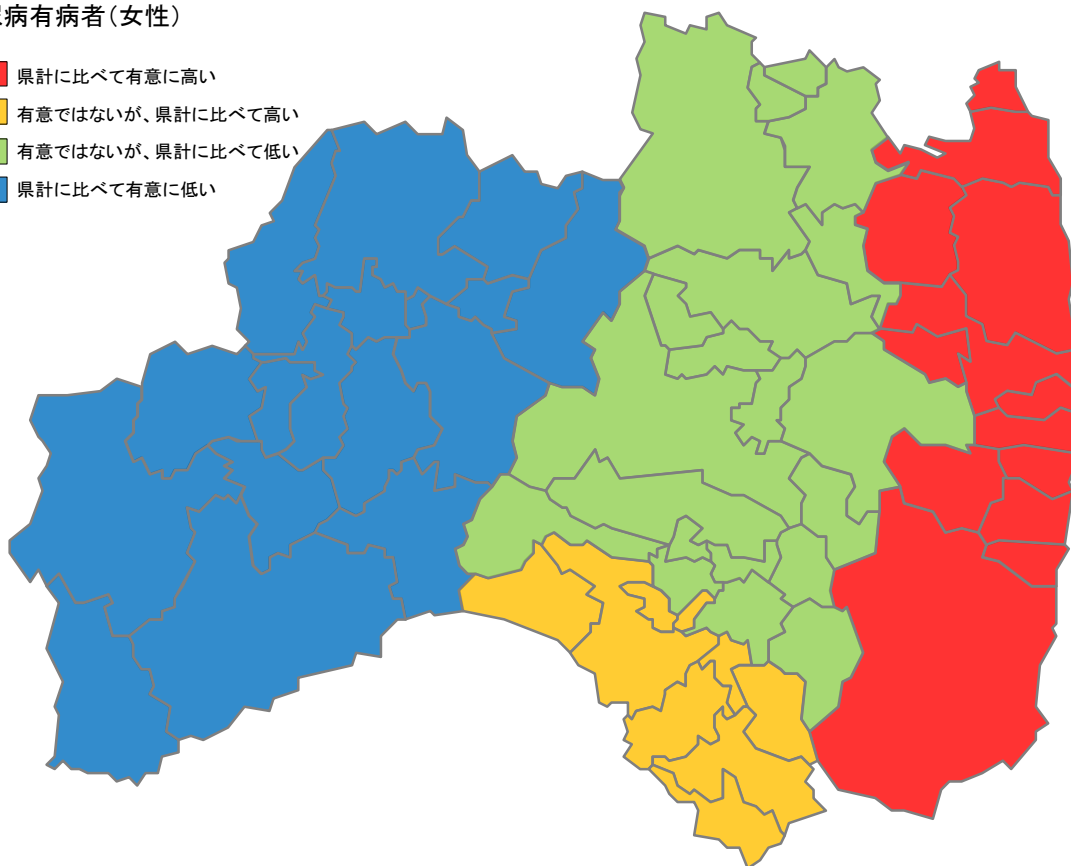 尿病有病者（女性）
県計に比べて有意に高い
有意ではないが、県計に比べて高い
有意ではないが、県計に比べて低い
県計に比べて有意に低い